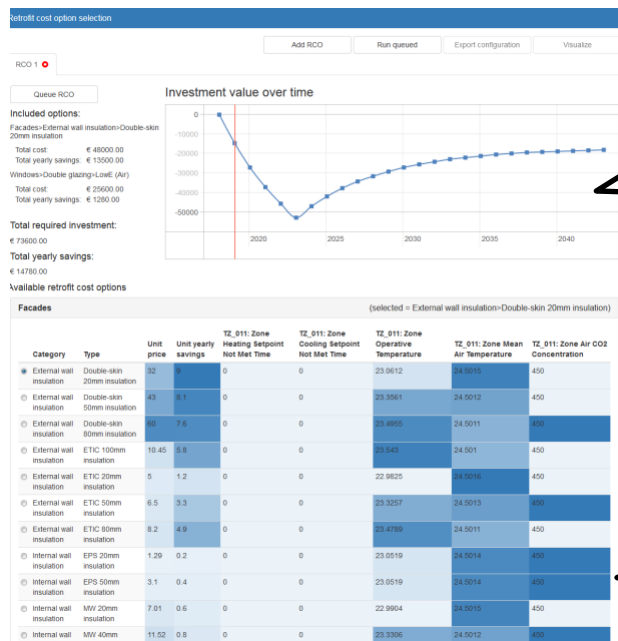 Retrofit cost option selection
Add RCO Run queued Export configuration Visualize
RCO 1
Queue RCO
Investment value over time
Included options:
Facades>External wall insulation>Double-skin
20mm insulation
Total cost: € 48000.00
Total yearly savings: € 13500.00
Windows>Double glazing>LowE (Air)
Total cost: € 25600.00
Total yearly savings: € 1280.00
Total required investment:
€ 73600.00
Total yearly savings:
€ 14780.00
0
-10000
-20000
-30000
-40000
-50000
2020 2025 2030 2035 2040
Available retrofit cost options
Facades (selected = External wall insulation>Double-skin 20mm insulation)
Category Type Unit price Unit yearly savings TZ_011: Zone Heating Setpoint Not Met Time TZ_011: Zone Cooling Setpoint Not Met Time TZ_011: Zone Operative Temperature TZ_011: Zone Mean Air Temperature TZ_011: Zone Air CO2 Concentration
External wall insulation Double-skin 20mm insulation 32 9 0 0 23.0612 24.5015 450
External wall insulation Double-skin 50mm insulation 43 8.1 0 0 23.3561 24.5012 450
External wall insulation Double-skin 80mm insulation 60 7.6 0 0 23.4955 24.5011 450
External wall insulation ETIC 100mm insulation 10.45 5.8 0 0 23.543 24.501 450
External wall insulation ETIC 20mm insulation 5 1.2 0 0 22.9825 24.5016 450
External wall insulation ETIC 50mm insulation 6.5 3.3 0 0 23.3257 24.5013 450
External wall insulation ETIC 80mm insulation 8.2 4.9 0 0 23.4789 24.5011 450
Internal wall insulation EPS 20mm insulation 1.29 0.2 0 0 23.0519 24.5014 450
Internal wall insulation EPS 50mm insulation 3.1 0.4 0 0 23.0519 24.5014 450
Internal wall insulation MW 20mm insulation 7.01 0.6 0 0 22.9904 24.5015 450
Internal wall MW 40mm 11.52 0.8 0 0 23.3306 24.5012 450